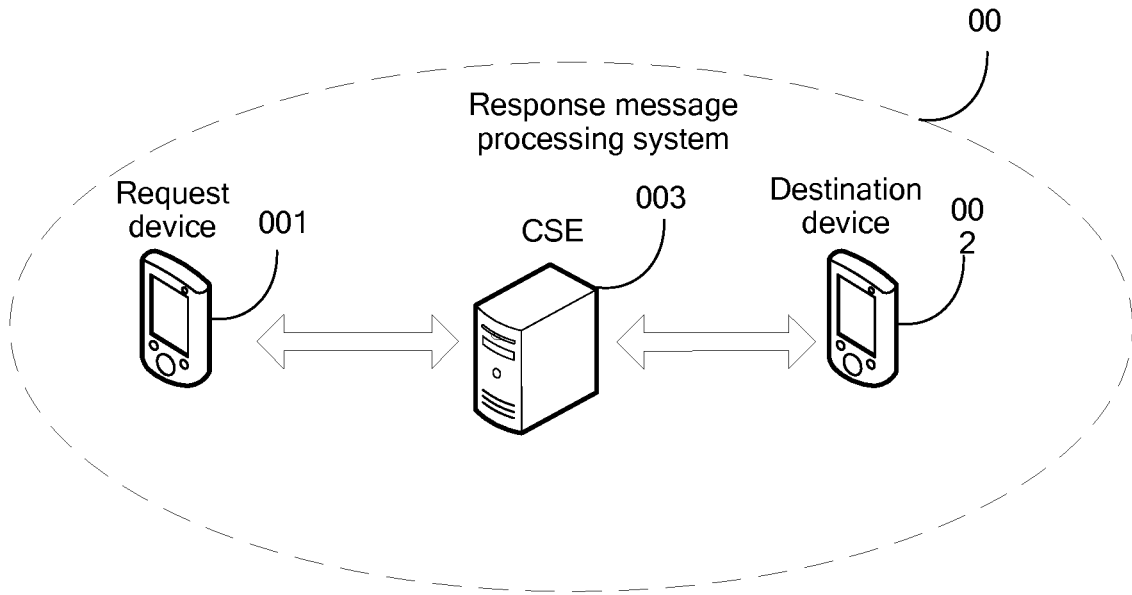 00
Response message
processing system
Request
device
001
CSE
003
Destination
device
00
2